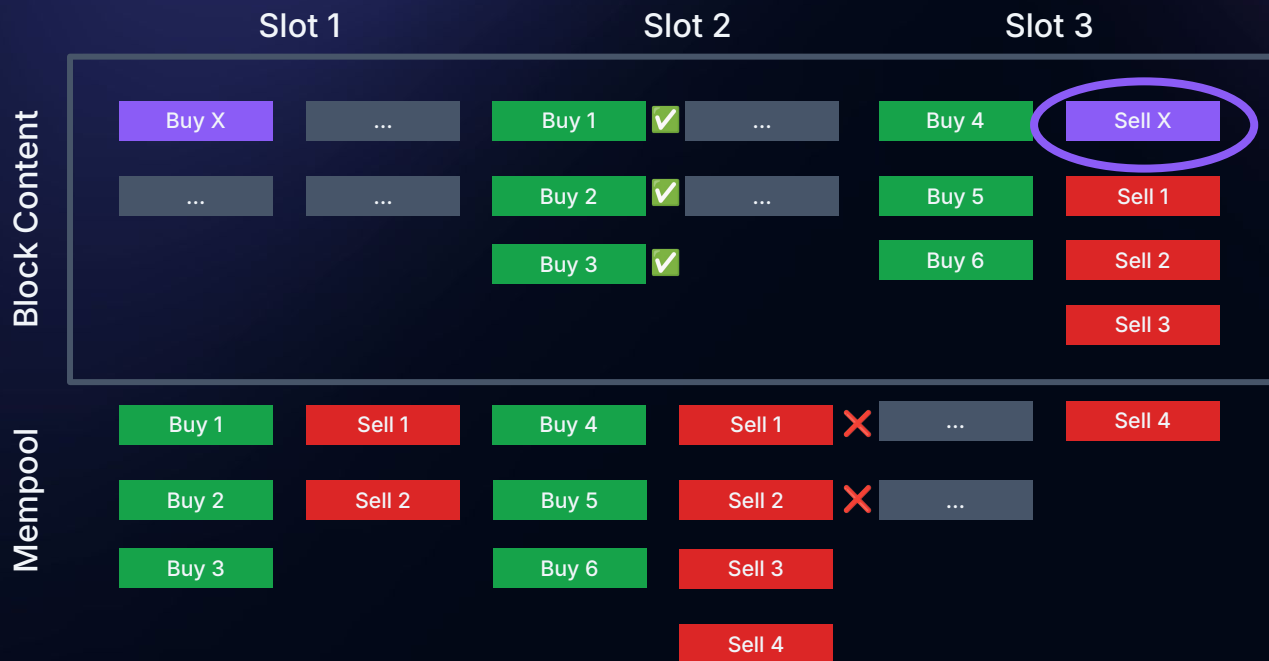 Slot 1 Slot 2 Slot 3
Block Content
Buy X ... Buy 1 ✅ ... Buy 4 Sell X
... ... Buy 2 ✅ ... Buy 5 Sell 1
Buy 3 ✅ Buy 6 Sell 2
Sell 3
Mempool
Buy 1 Sell 1 Buy 4 Sell 1 ❌ ... Sell 4
Buy 2 Sell 2 Buy 5 Sell 2 ❌ ...
Buy 3 Buy 6 Sell 3
Sell 4